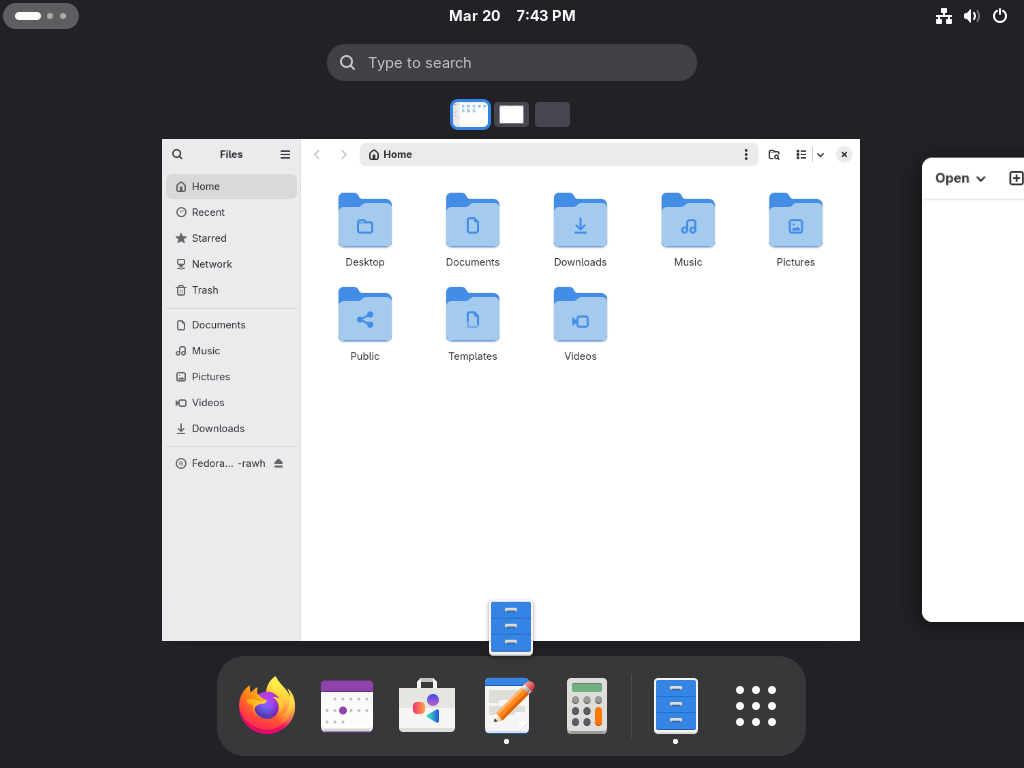 Mar 20 7:43 PM
Type to search
Files
Home
Open
Home
Recent
Starred
Network
Trash
Documents
Music
Pictures
Videos
Downloads
Fedora... -rawh
Desktop Documents Downloads Music Pictures
Public Templates Videos